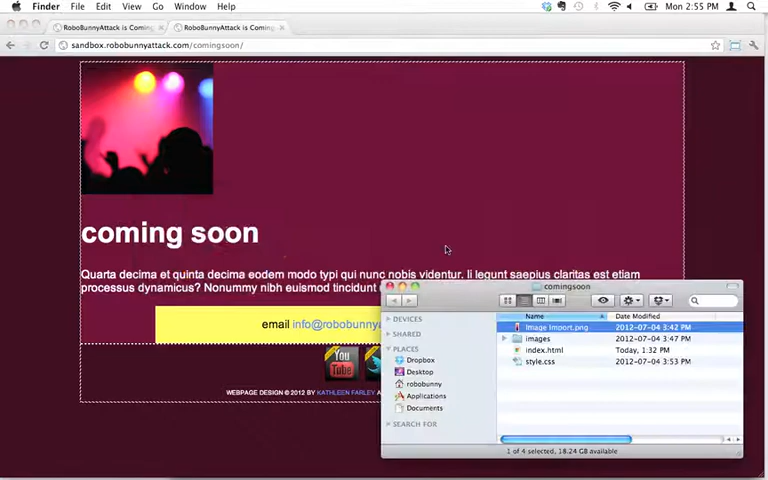 Finder File Edit View Go Window Help Mon 2:55 PM
RoboBunnyAttack is Coming RoboBunnyAttack is Coming
sandbox.robobunnyattack.com/comingsoon/
coming soon
Quarta decima et quinta decima eodem modo typi qui nunc nobis videntur. li legunt saepius claritas est etiam
processus dynamicus? Nonummy nibh euismod tincidunt
email info@robobunnya
You
Tube
WEBPAGE DESIGN © 2012 BY KATHLEEN FARLEY A
comingsoon
DEVICES
SHARED
PLACES
Dropbox
Desktop
robobunny
Applications
Documents
SEARCH FOR
Name Date Modified
Image Import.png 2012-07-04 3:42 PM
images 2012-07-04 3:47 PM
index.html Today, 1:32 PM
style.css 2012-07-04 3:53 PM
1 of 4 selected, 18.24 GB available